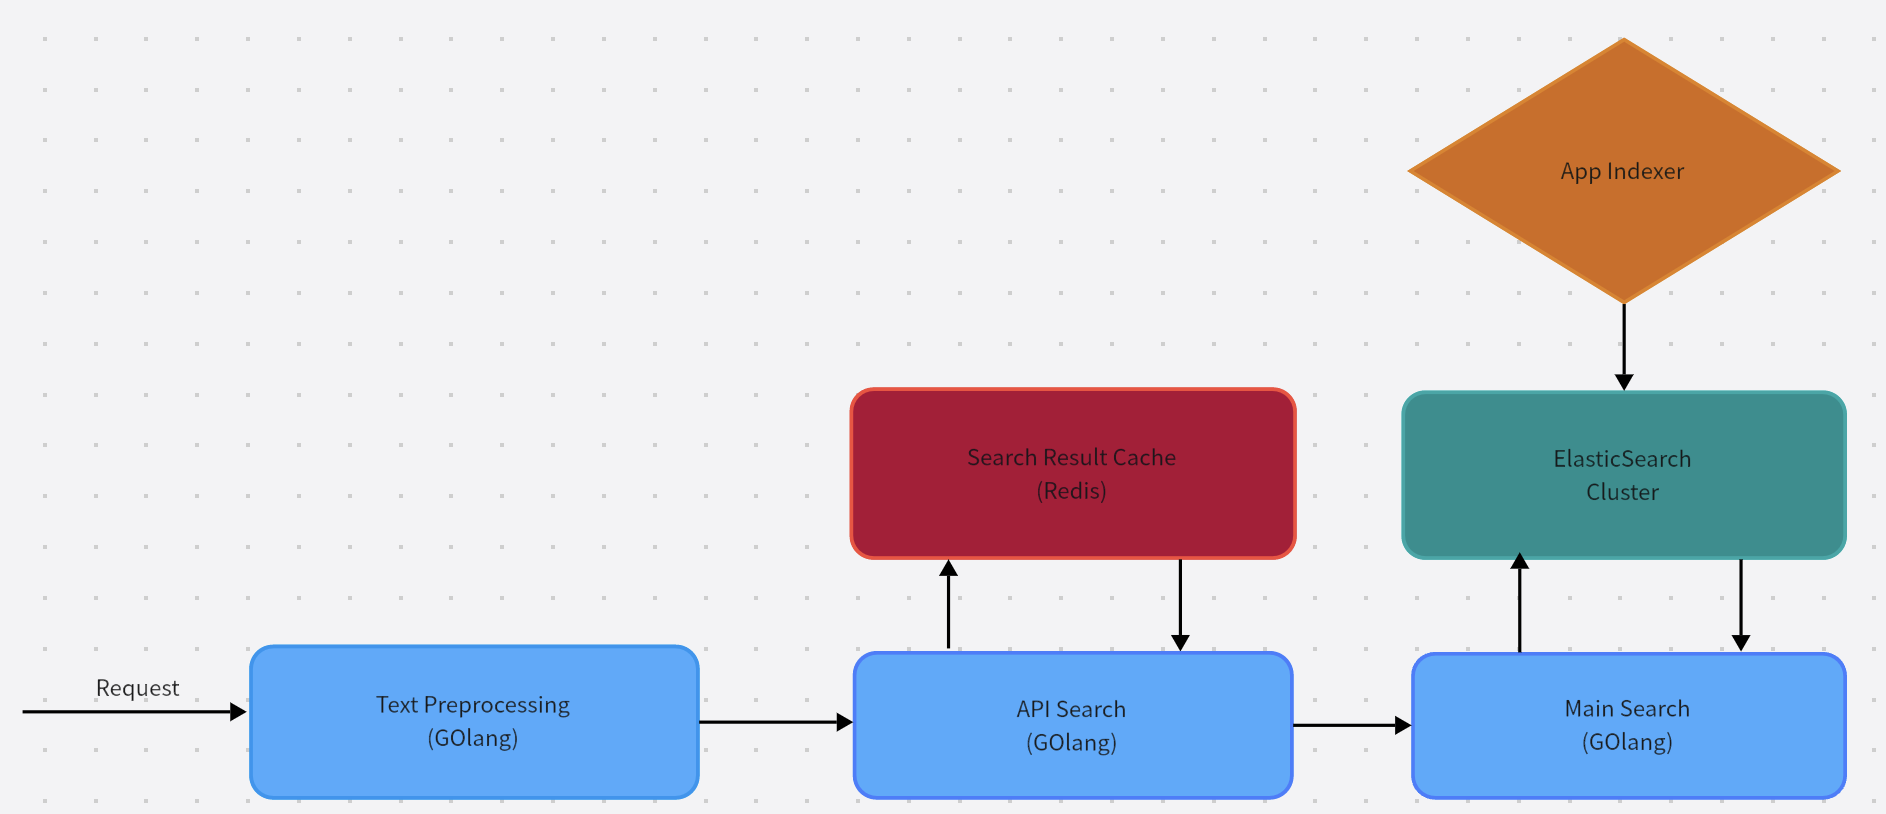 App Indexer
Search Result Cache
(Redis)
ElasticSearch
Cluster
Request
Text Preprocessing
(GOlang)
API Search
(GOlang)
Main Search
(GOlang)